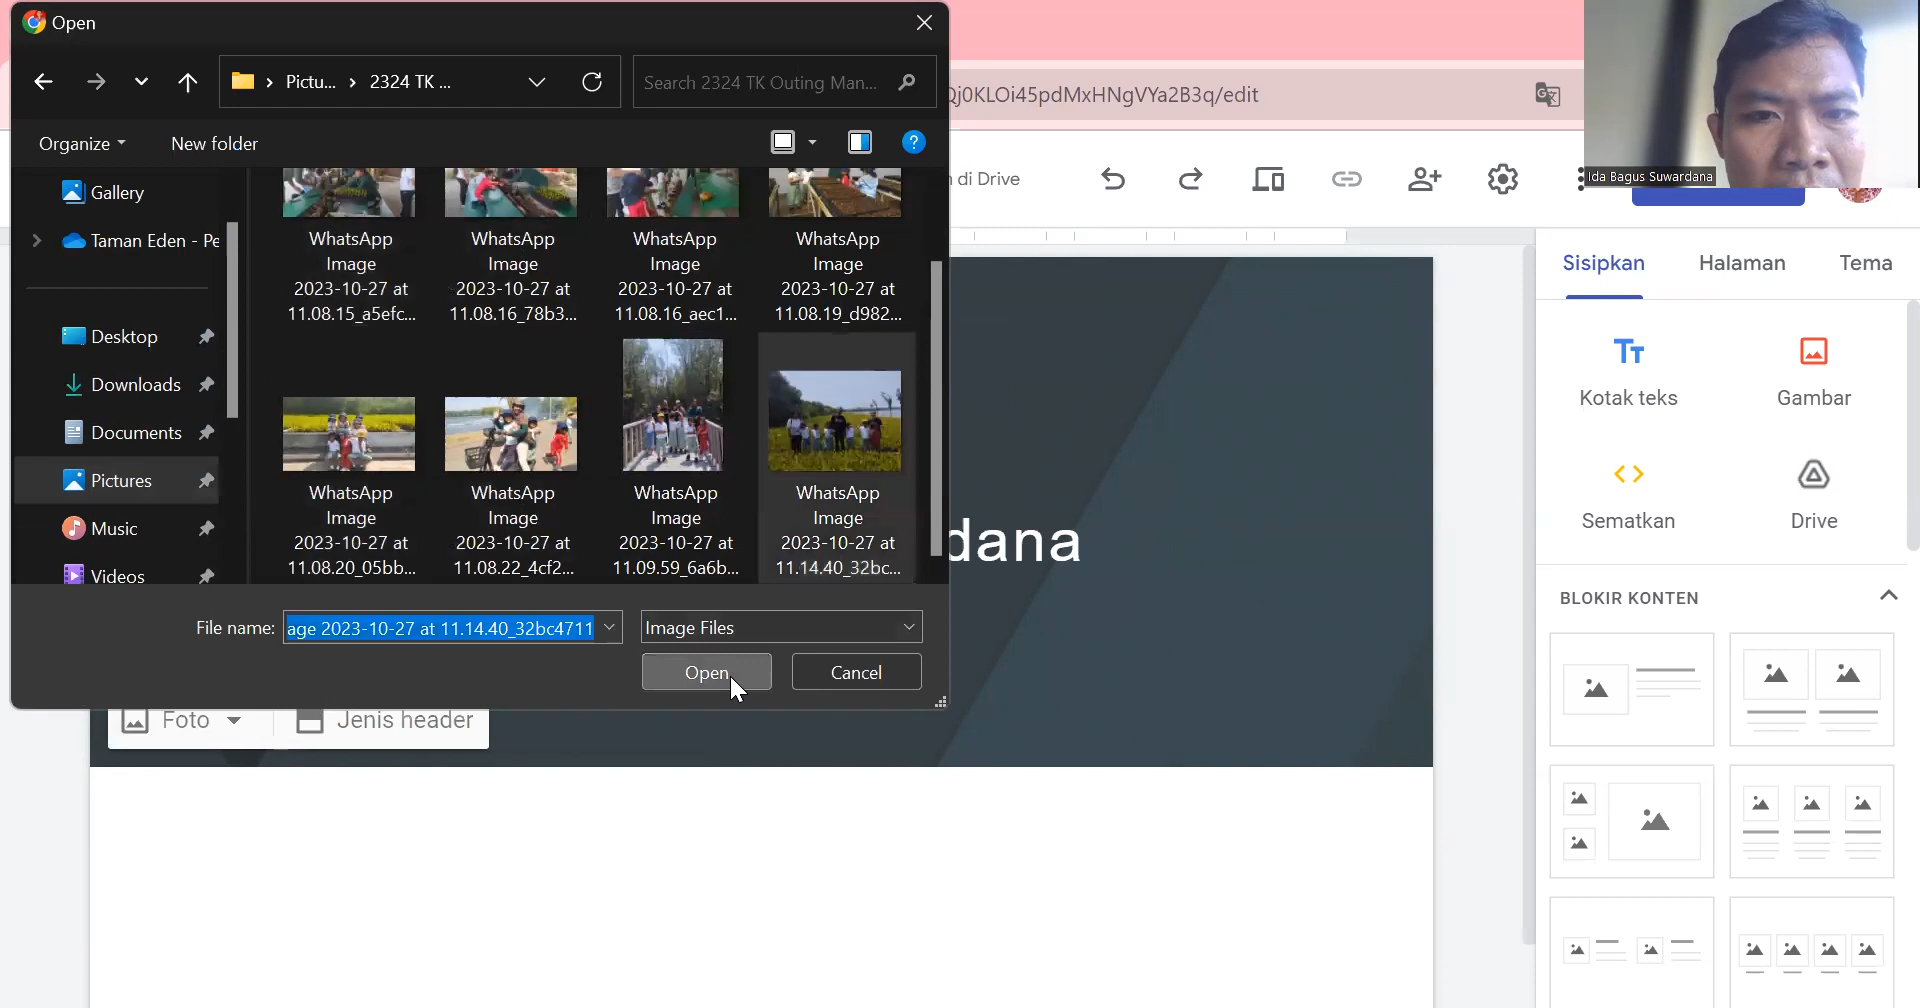 Open
Pictu...
2324 TK ...
Search 2324 TK Outing Man...
Qj0KLOi45pdMxHNgVYa2B3q/edit
Ida Bagus Suwardana
Organize
New folder
n di Drive
Gallery
Taman Eden - Pe
Desktop
Downloads
Documents
Pictures
Music
Videos
WhatsApp
Image
2023-10-27 at
11.08.15_a5efc...
WhatsApp
Image
2023-10-27 at
11.08.16_78b3...
WhatsApp
Image
2023-10-27 at
11.08.16_aec1...
WhatsApp
Image
2023-10-27 at
11.08.19_d982...
WhatsApp
Image
2023-10-27 at
11.08.20_05bb...
WhatsApp
Image
2023-10-27 at
11.08.22_4cf2...
WhatsApp
Image
2023-10-27 at
11.09.59_6a6b...
WhatsApp
Image
2023-10-27 at
11.14.40_32bc...
File name:
age 2023-10-27 at 11.14.40_32bc4711
Image Files
Open
Cancel
dana
Foto
Jenis header
Sisipkan
Halaman
Tema
Kotak teks
Gambar
Sematkan
Drive
BLOKIR KONTEN